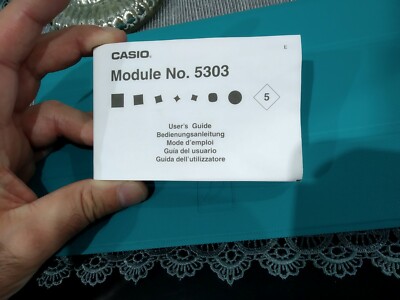 E
CASIO®
Module No. 5303
5
User's Guide
Bedienungsanleitung
Mode d'emploi
Guía del usuario
Guida dell'utilizzatore